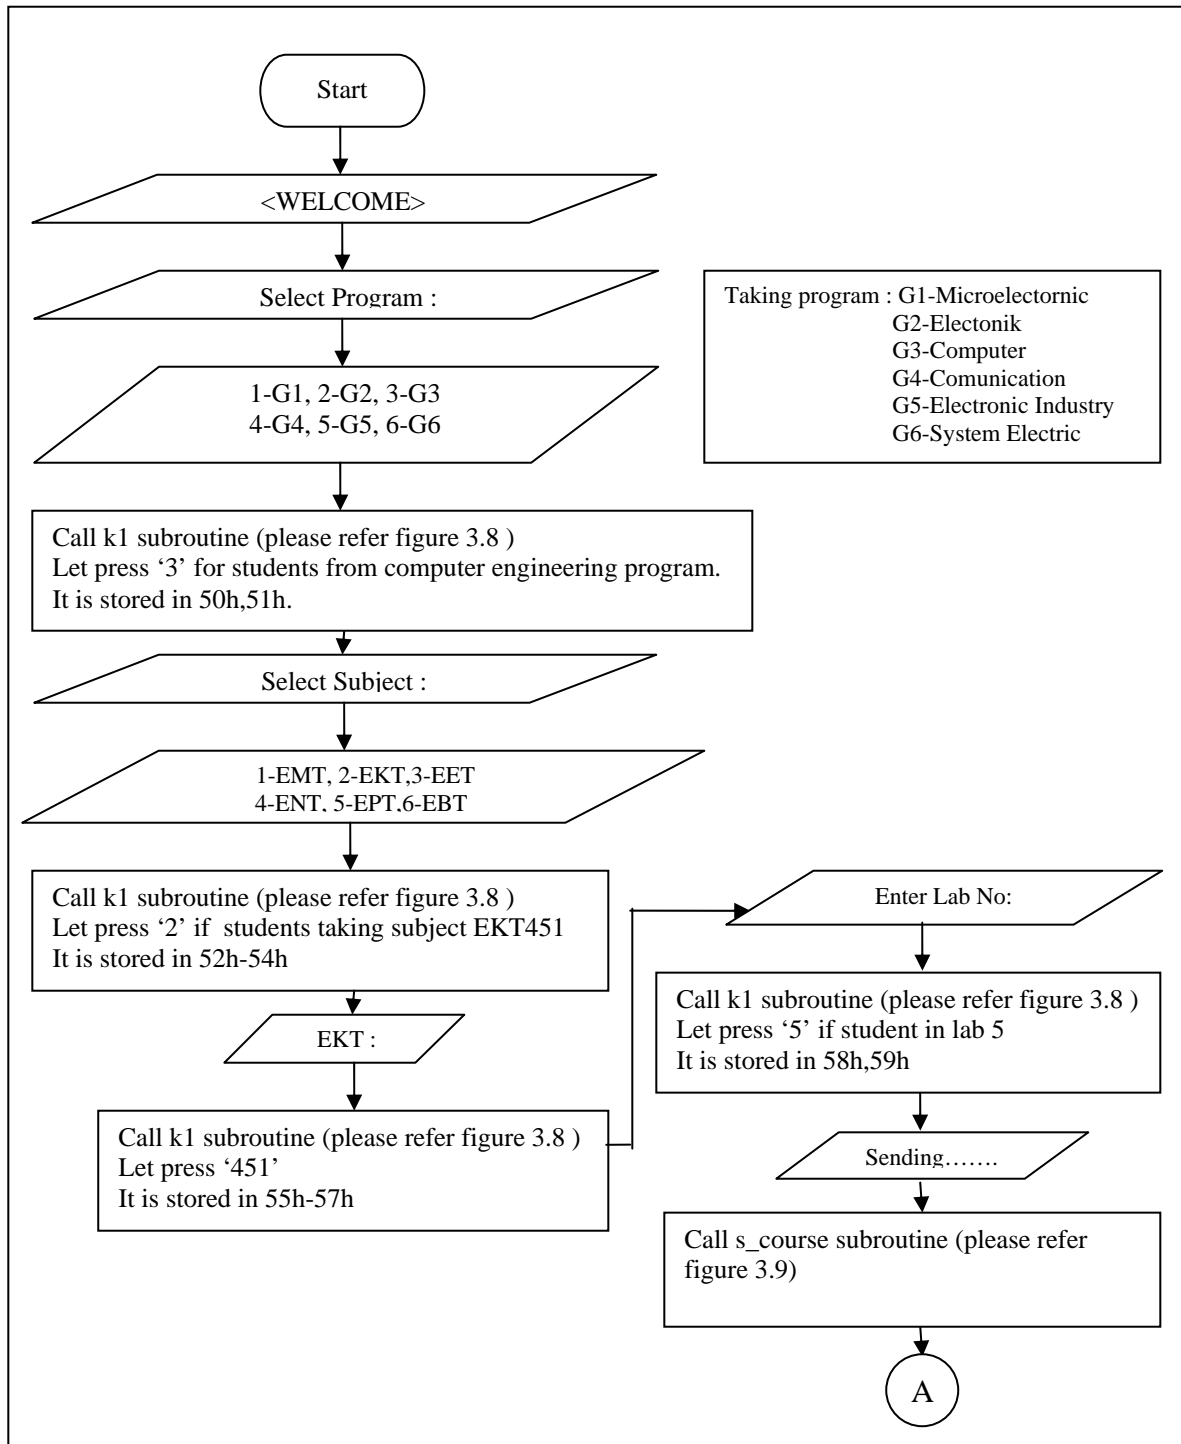 Start
<WELCOME>
Select Program :
1-G1, 2-G2, 3-G3
4-G4, 5-G5, 6-G6
Taking program : G1-Microelectornic
G2-Electonik
G3-Computer
G4-Comunication
G5-Electronic Industry
G6-System Electric
Call k1 subroutine (please refer figure 3.8 )
Let press ‘3’ for students from computer engineering program.
It is stored in 50h,51h.
Select Subject :
1-EMT, 2-EKT,3-EET
4-ENT, 5-EPT,6-EBT
Call k1 subroutine (please refer figure 3.8 )
Let press ‘2’ if  students taking subject EKT451
It is stored in 52h-54h
EKT :
Call k1 subroutine (please refer figure 3.8 )
Let press ‘451’
It is stored in 55h-57h
Enter Lab No:
Call k1 subroutine (please refer figure 3.8 )
Let press ‘5’ if student in lab 5
It is stored in 58h,59h
Sending…….
Call s_course subroutine (please refer
figure 3.9)
A